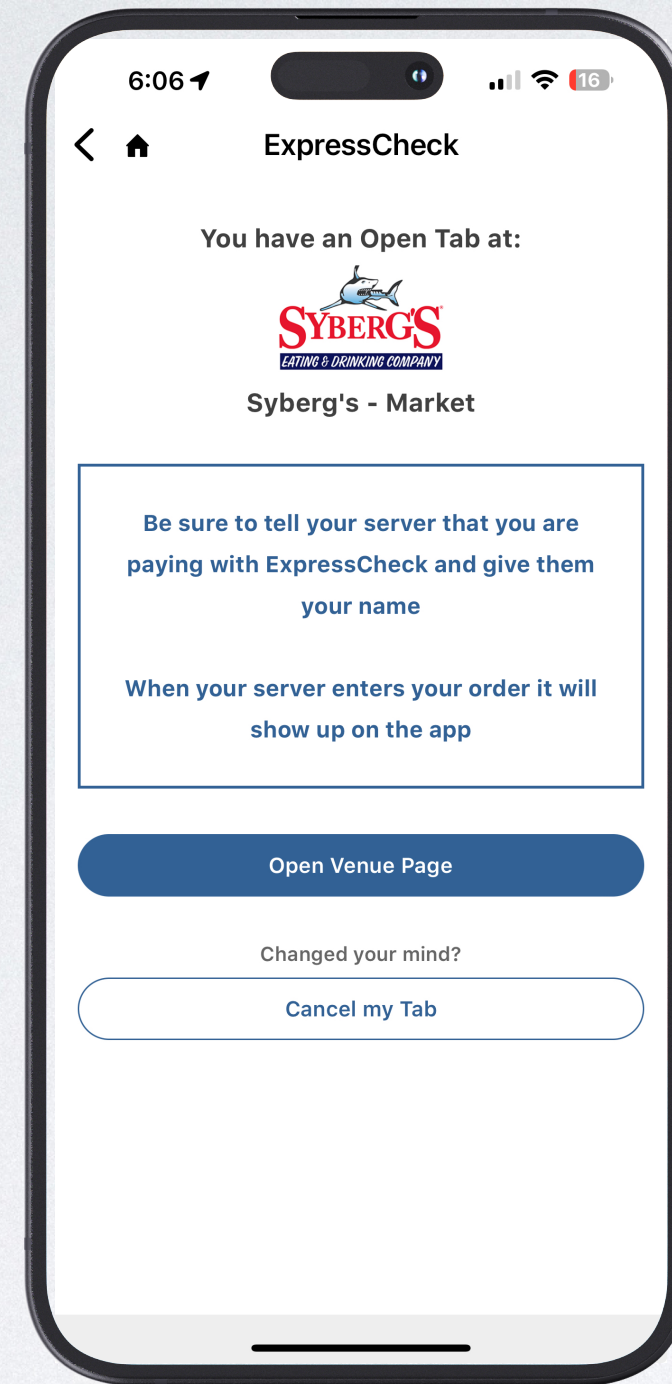 6:06
16
ExpressCheck
You have an Open Tab at:
SYBERG'S®
EATING & DRINKING COMPANY
Syberg's - Market
Be sure to tell your server that you are
paying with ExpressCheck and give them
your name
When your server enters your order it will
show up on the app
Open Venue Page
Changed your mind?
Cancel my Tab